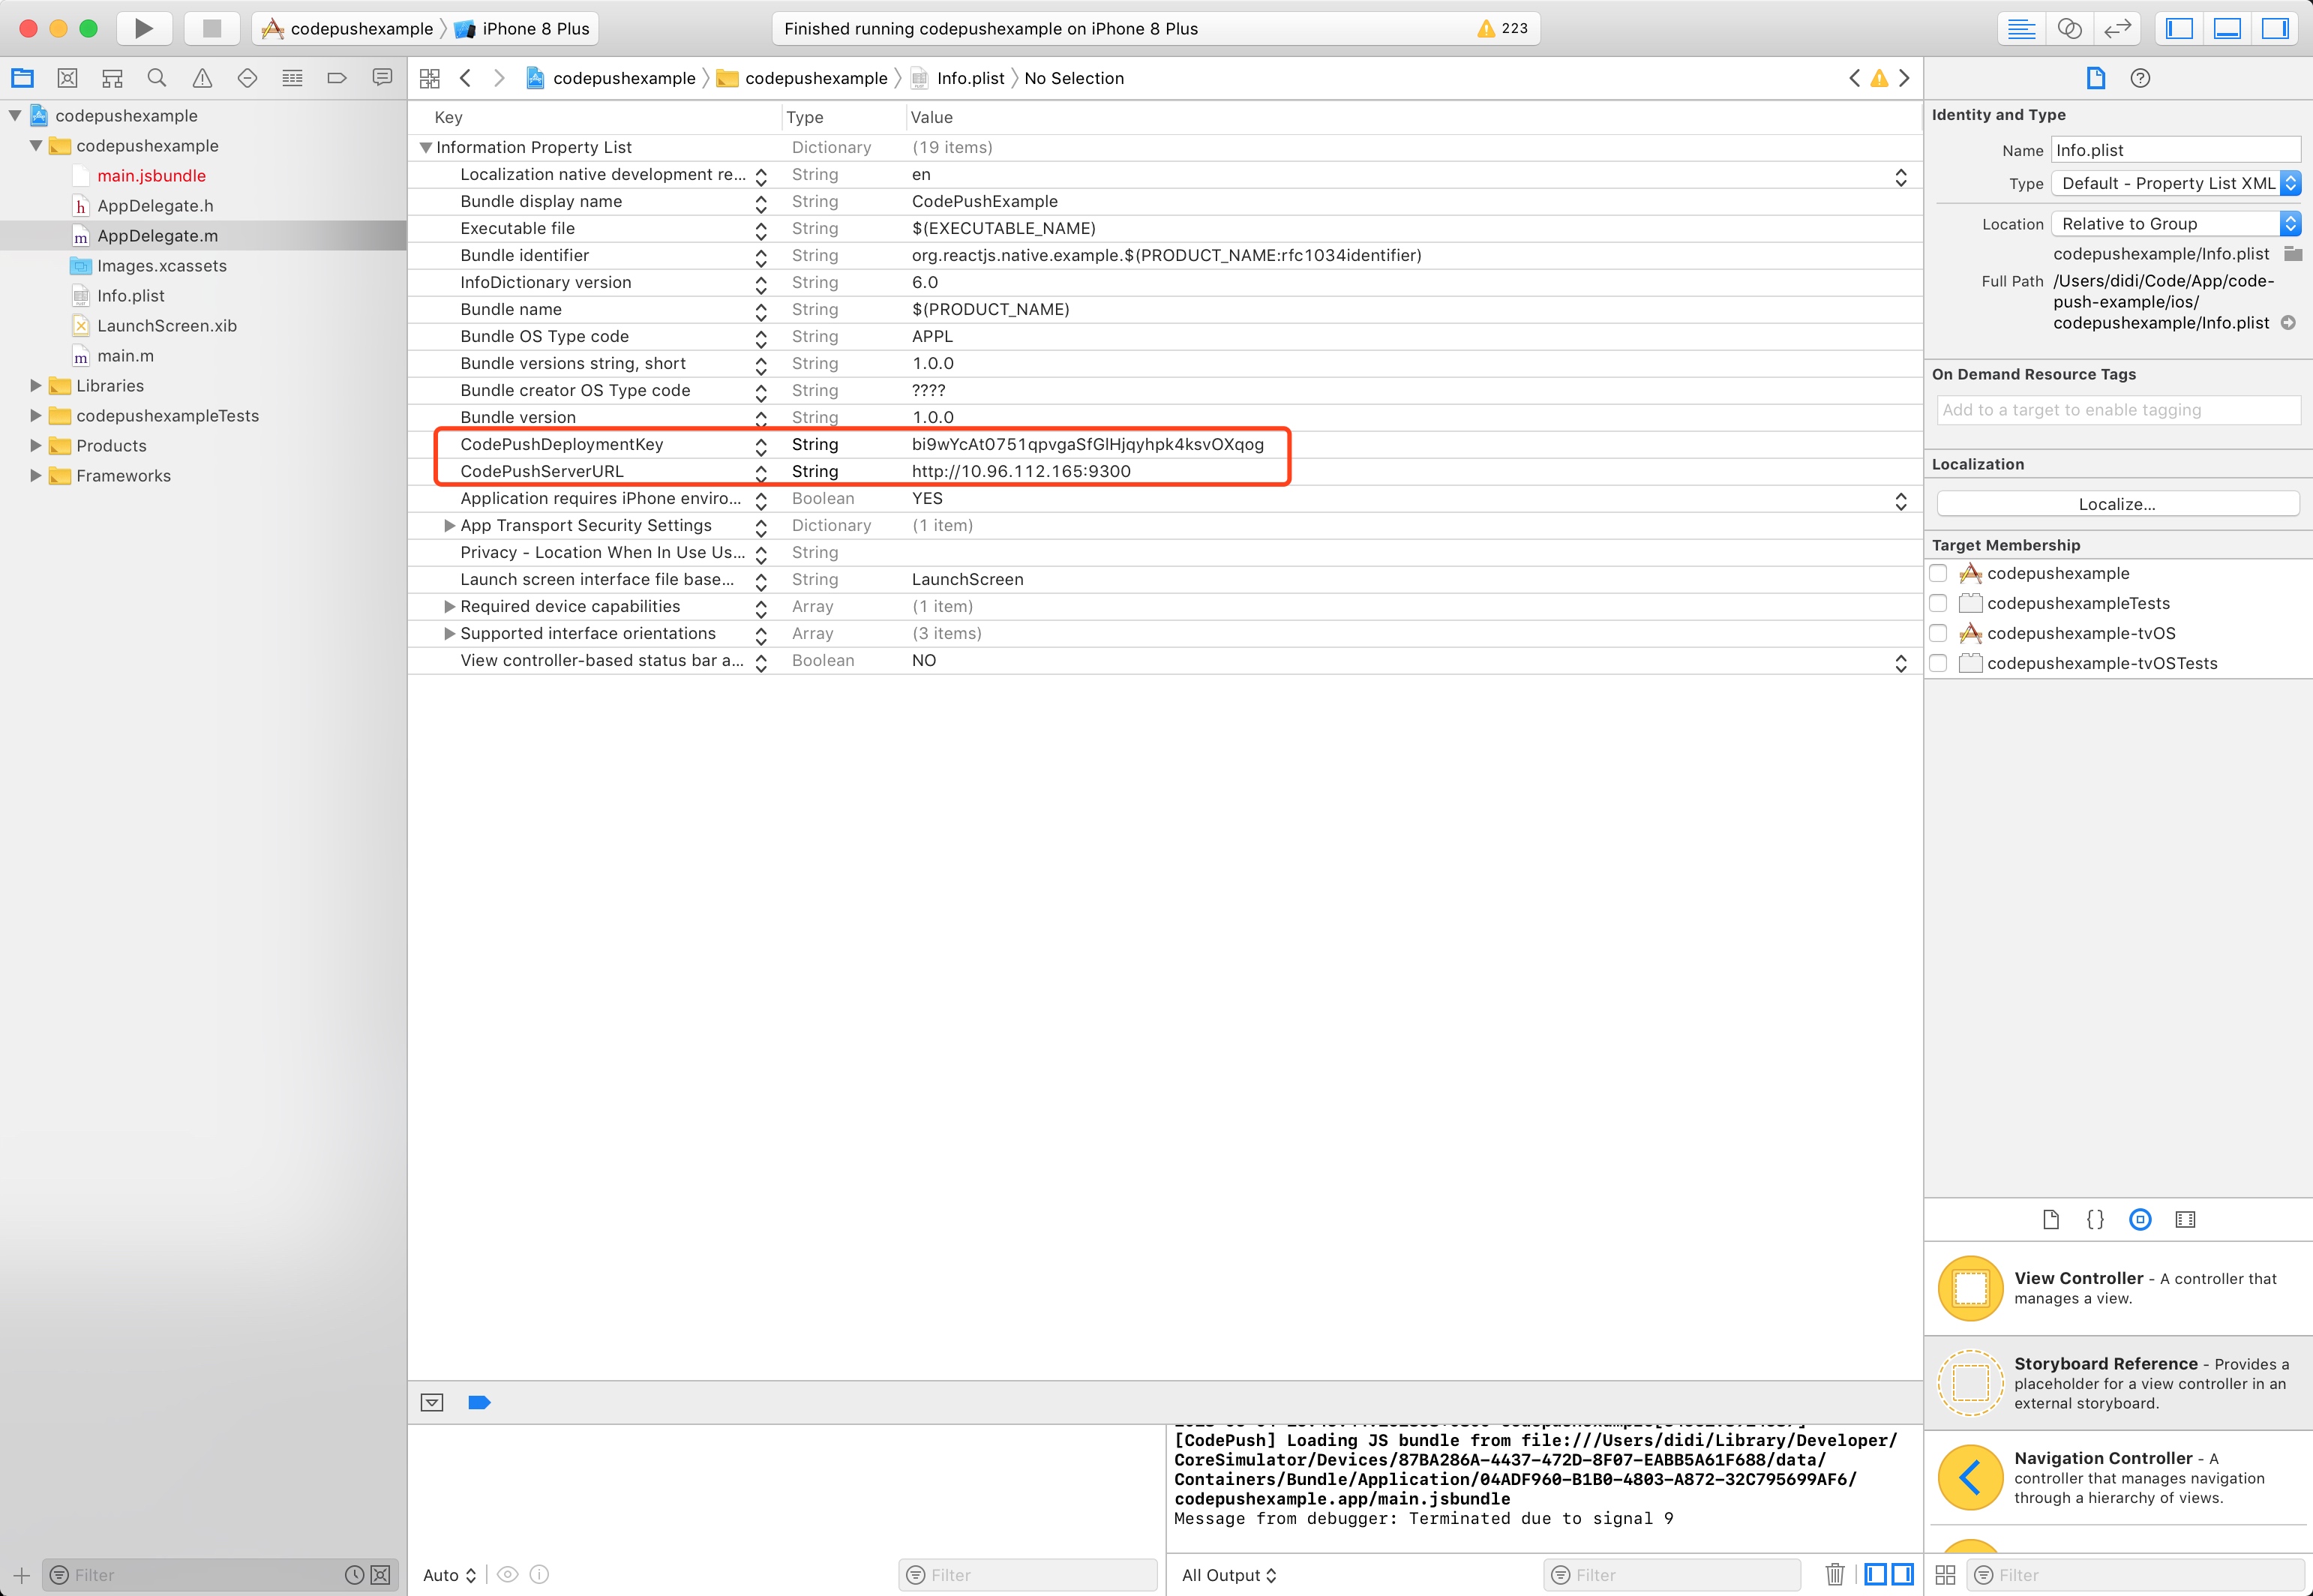 codepushexample
iPhone 8 Plus
Finished running codepushexample on iPhone 8 Plus
223
codepushexample
codepushexample
Info.plist
No Selection
codepushexample
codepushexample
main.jsbundle
AppDelegate.h
AppDelegate.m
Images.xcassets
Info.plist
LaunchScreen.xib
main.m
Libraries
codepushexampleTests
Products
Frameworks
Filter
Key Type Value
Information Property List Dictionary (19 items)
Localization native development re... String en
Bundle display name String CodePushExample
Executable file String $(EXECUTABLE_NAME)
Bundle identifier String org.reactjs.native.example.$(PRODUCT_NAME:rfc1034identifier)
InfoDictionary version String 6.0
Bundle name String $(PRODUCT_NAME)
Bundle OS Type code String APPL
Bundle versions string, short String 1.0.0
Bundle creator OS Type code String ????
Bundle version String 1.0.0
CodePushDeploymentKey String
CodePushServerURL String http://10.96.112.165:9300
Application requires iPhone enviro... Boolean YES
App Transport Security Settings Dictionary (1 item)
Privacy - Location When In Use Us... String
Launch screen interface file base... String LaunchScreen
Required device capabilities Array (1 item)
Supported interface orientations Array (3 items)
View controller-based status bar a... Boolean NO
Auto
Filter
[CodePush] Loading JS bundle from file:///Users/didi/Library/Developer/
CoreSimulator/Devices/87BA286A-4437-472D-8F07-EABB5A61F688/data/
Containers/Bundle/Application/04ADF960-B1B0-4803-A872-32C795699AF6/
codepushexample.app/main.jsbundle
Message from debugger: Terminated due to signal 9
All Output
Filter
Identity and Type
Name Info.plist
Type Default - Property List XML
Location Relative to Group
codepushexample/Info.plist
Full Path /Users/didi/Code/App/code-
push-example/ios/
codepushexample/Info.plist
On Demand Resource Tags
Add to a target to enable tagging
Localization
Localize...
Target Membership
codepushexample
codepushexampleTests
codepushexample-tvOS
codepushexample-tvOSTests
View Controller - A controller that
manages a view.
Storyboard Reference - Provides a
placeholder for a view controller in an
external storyboard.
Navigation Controller - A
controller that manages navigation
through a hierarchy of views.
Filter